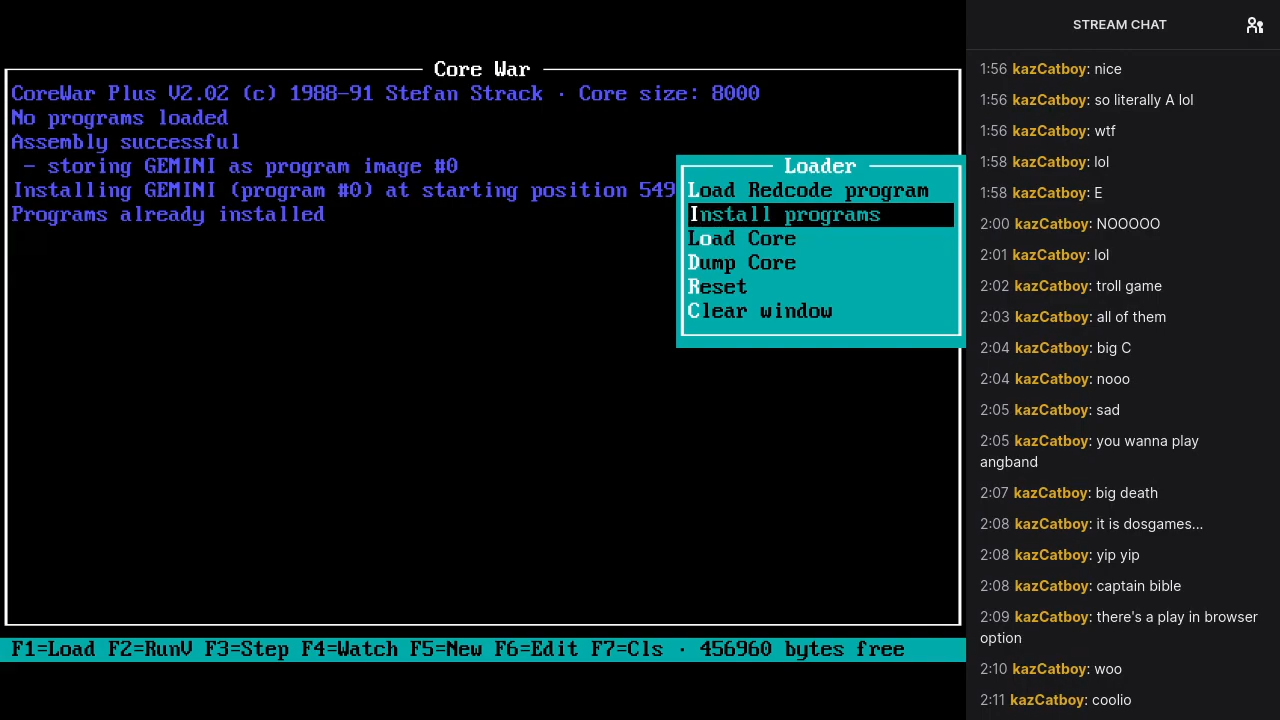 Core War
CoreWar Plus V2.02 (c) 1988-91 Stefan Strack · Core size: 8000
No programs loaded
Assembly successful
- storing GEMINI as program image #0
Installing GEMINI (program #0) at starting position 549
Programs already installed
Loader
Load Redcode program
Install programs
Load Core
Dump Core
Reset
Clear window
F1=Load F2=RunV F3=Step F4=Watch F5=New F6=Edit F7=Cls · 456960 bytes free
STREAM CHAT
1:56 kazCatboy: nice
1:56 kazCatboy: so literally A lol
1:56 kazCatboy: wtf
1:58 kazCatboy: lol
1:58 kazCatboy: E
2:00 kazCatboy: NOOOOO
2:01 kazCatboy: lol
2:02 kazCatboy: troll game
2:03 kazCatboy: all of them
2:04 kazCatboy: big C
2:04 kazCatboy: nooo
2:05 kazCatboy: sad
2:05 kazCatboy: you wanna play
angband
2:07 kazCatboy: big death
2:08 kazCatboy: it is dosgames...
2:08 kazCatboy: yip yip
2:08 kazCatboy: captain bible
2:09 kazCatboy: there's a play in browser
option
2:10 kazCatboy: woo
2:11 kazCatboy: coolio